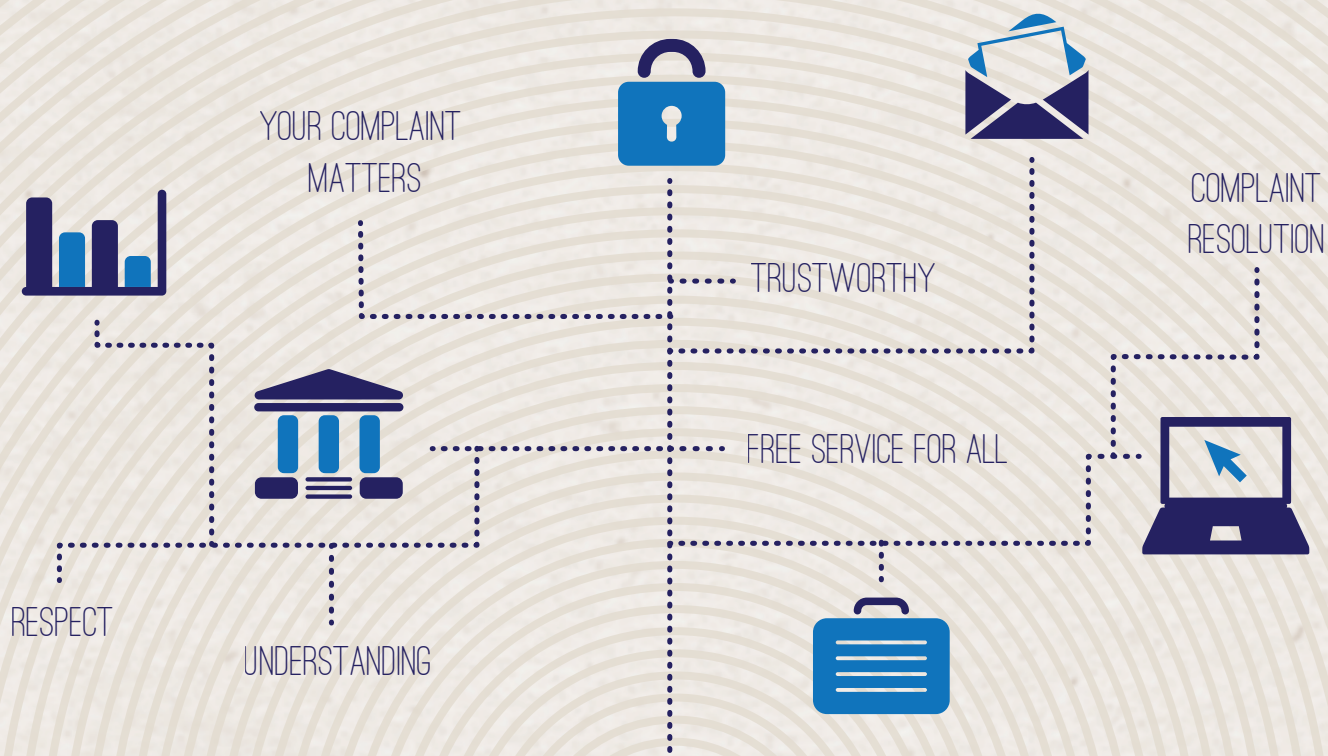 YOUR COMPLAINT
MATTERS
COMPLAINT
RESOLUTION
TRUSTWORTHY
FREE SERVICE FOR ALL
RESPECT
UNDERSTANDING